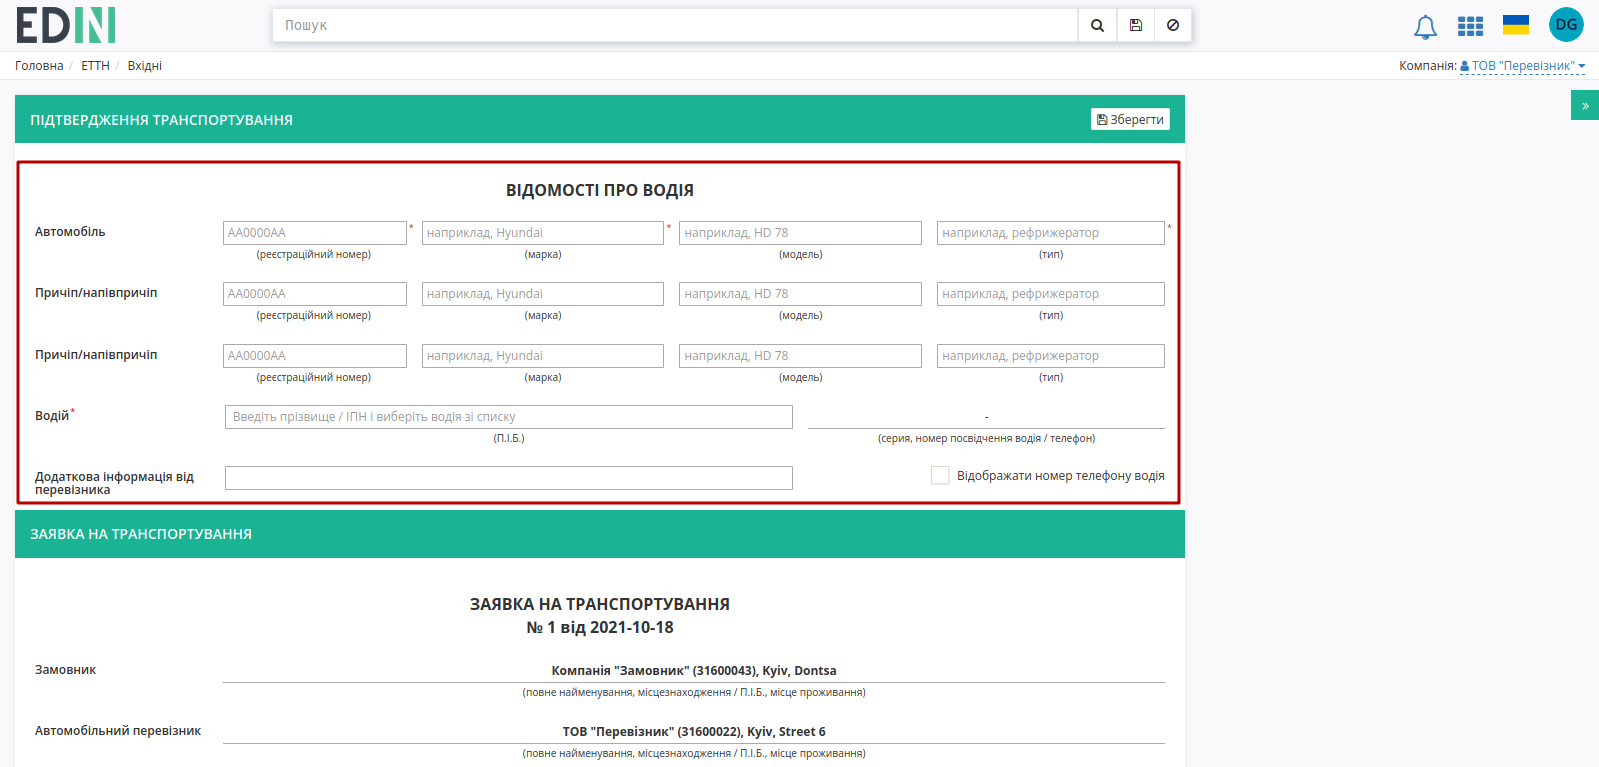 EDIN
Пошук
DG
Головна / ЕТТН / Вхідні
Компанія: ТОВ "Перевізник"
»
ПІДТВЕРДЖЕННЯ ТРАНСПОРТУВАННЯ
Зберегти
ВІДОМОСТІ ПРО ВОДІЯ
Автомобіль AA0000AA * наприклад, Hyundai * наприклад, HD 78 наприклад, рефрижератор *
(реєстраційний номер) (марка) (модель) (тип)
Причіп/напівпричіп AA0000AA наприклад, Hyundai наприклад, HD 78 наприклад, рефрижератор
(реєстраційний номер) (марка) (модель) (тип)
Причіп/напівпричіп AA0000AA наприклад, Hyundai наприклад, HD 78 наприклад, рефрижератор
(реєстраційний номер) (марка) (модель) (тип)
Водій * Введіть прізвище / ІПН і виберіть водія зі списку -
(П.І.Б.) (серия, номер посвідчення водія / телефон)
Додаткова інформація від
перевізника
Відображати номер телефону водія
ЗАЯВКА НА ТРАНСПОРТУВАННЯ
ЗАЯВКА НА ТРАНСПОРТУВАННЯ
№ 1 від 2021-10-18
Замовник Компанія "Замовник" (31600043), Kyiv, Dontsa
(повне найменування, місцезнаходження / П.І.Б., місце проживання)
Автомобільний перевізник ТОВ "Перевізник" (31600022), Kyiv, Street 6
(повне найменування, місцезнаходження / П.І.Б., місце проживання)